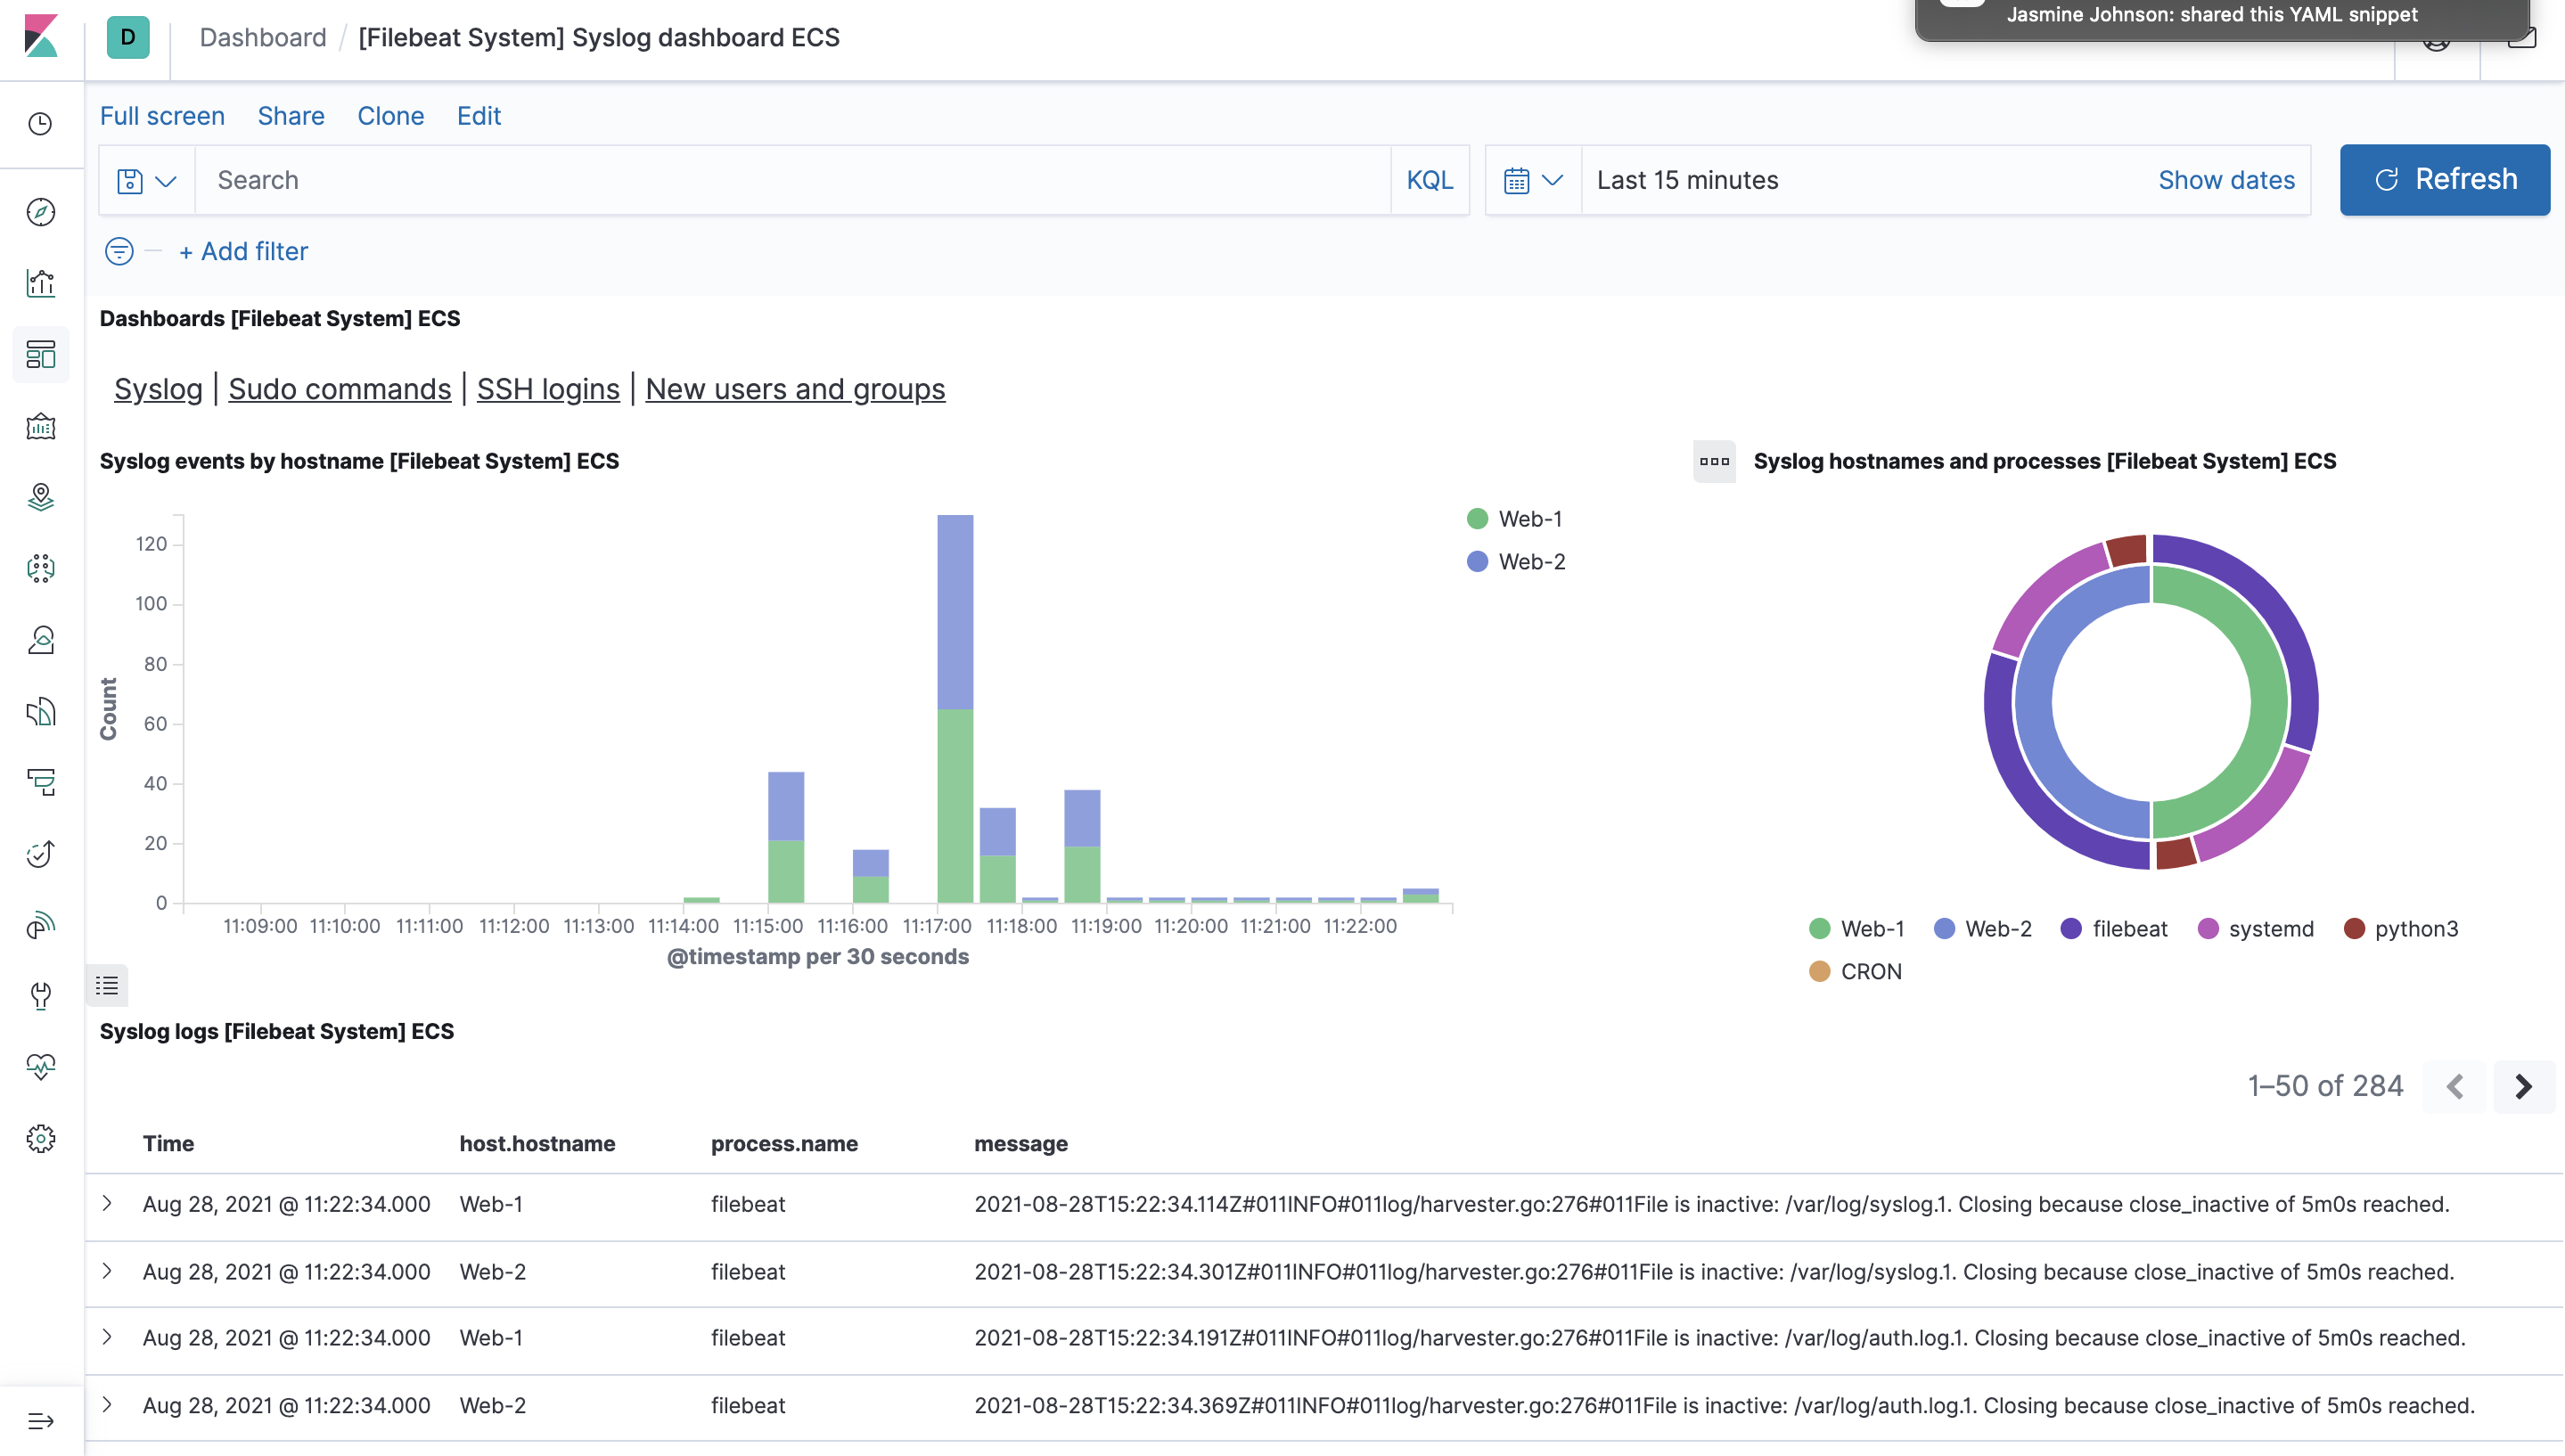 Jasmine Johnson: shared this YAML snippet
D
Dashboard / [Filebeat System] Syslog dashboard ECS
Full screen Share Clone Edit
Search KQL Last 15 minutes Show dates Refresh
+ Add filter
Dashboards [Filebeat System] ECS
Syslog | Sudo commands | SSH logins | New users and groups
Syslog events by hostname [Filebeat System] ECS
Count
120
100
80
60
40
20
0
11:09:00 11:10:00 11:11:00 11:12:00 11:13:00 11:14:00 11:15:00 11:16:00 11:17:00 11:18:00 11:19:00 11:20:00 11:21:00 11:22:00
@timestamp per 30 seconds
Web-1
Web-2
Syslog hostnames and processes [Filebeat System] ECS
Web-1 Web-2 filebeat systemd python3
CRON
Syslog logs [Filebeat System] ECS
1–50 of 284
Time host.hostname process.name message
Aug 28, 2021 @ 11:22:34.000 Web-1 filebeat 2021-08-28T15:22:34.114Z#011INFO#011log/harvester.go:276#011File is inactive: /var/log/syslog.1. Closing because close_inactive of 5m0s reached.
Aug 28, 2021 @ 11:22:34.000 Web-2 filebeat 2021-08-28T15:22:34.301Z#011INFO#011log/harvester.go:276#011File is inactive: /var/log/syslog.1. Closing because close_inactive of 5m0s reached.
Aug 28, 2021 @ 11:22:34.000 Web-1 filebeat 2021-08-28T15:22:34.191Z#011INFO#011log/harvester.go:276#011File is inactive: /var/log/auth.log.1. Closing because close_inactive of 5m0s reached.
Aug 28, 2021 @ 11:22:34.000 Web-2 filebeat 2021-08-28T15:22:34.369Z#011INFO#011log/harvester.go:276#011File is inactive: /var/log/auth.log.1. Closing because close_inactive of 5m0s reached.